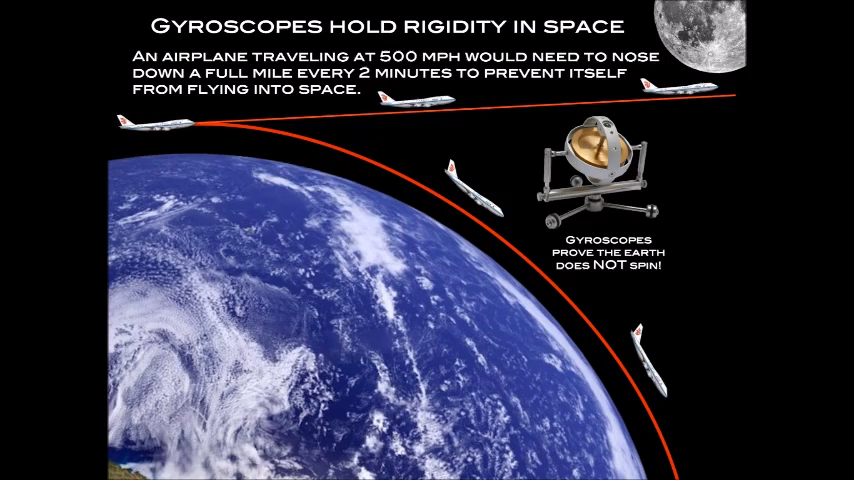 Gyroscopes hold rigidity in space
An airplane traveling at 500 mph would need to nose
down a full mile every 2 minutes to prevent itself
from flying into space.
Gyroscopes
prove the earth
does NOT spin!